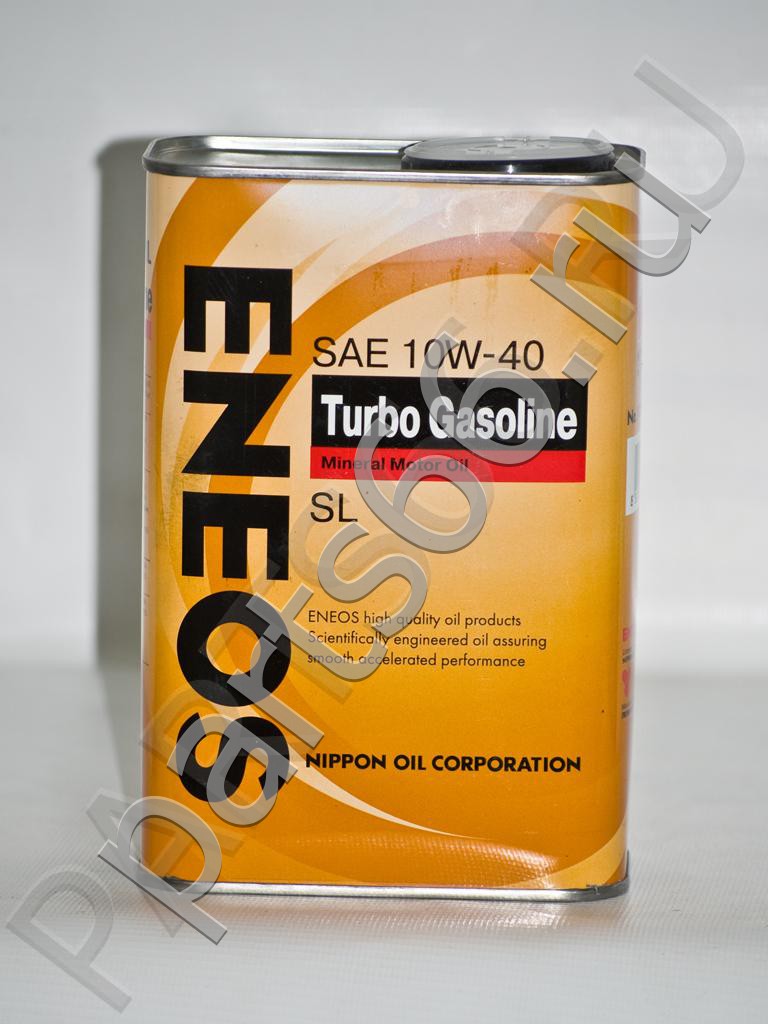 ENEOS
SAE 10W-40
Turbo Gasoline
Mineral Motor Oil
SL
ENEOS high quality oil products
Scientifically engineered oil assuring
smooth accelerated performance
NIPPON OIL CORPORATION
parts66.ru